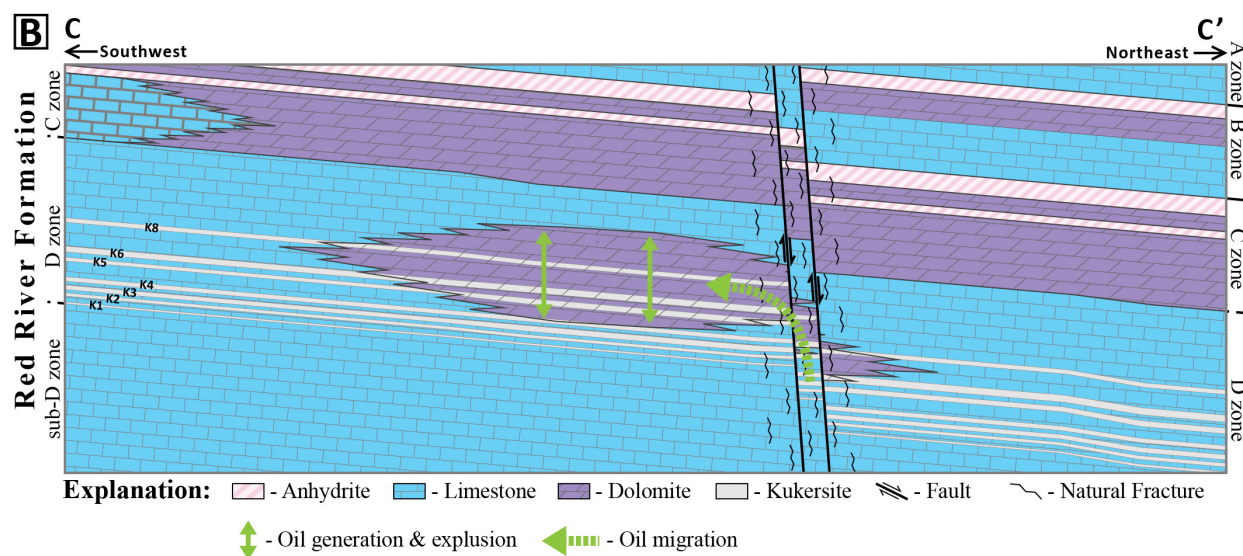 B
C
C'
Southwest
Northeast
Red River Formation
C zone
D zone
sub-D zone
A zone
B zone
C zone
D zone
K8
K6
K5
K4
K3
K2
K1
Explanation:
- Anhydrite
- Limestone
- Dolomite
- Kukersite
- Fault
- Natural Fracture
- Oil generation & explusion
- Oil migration